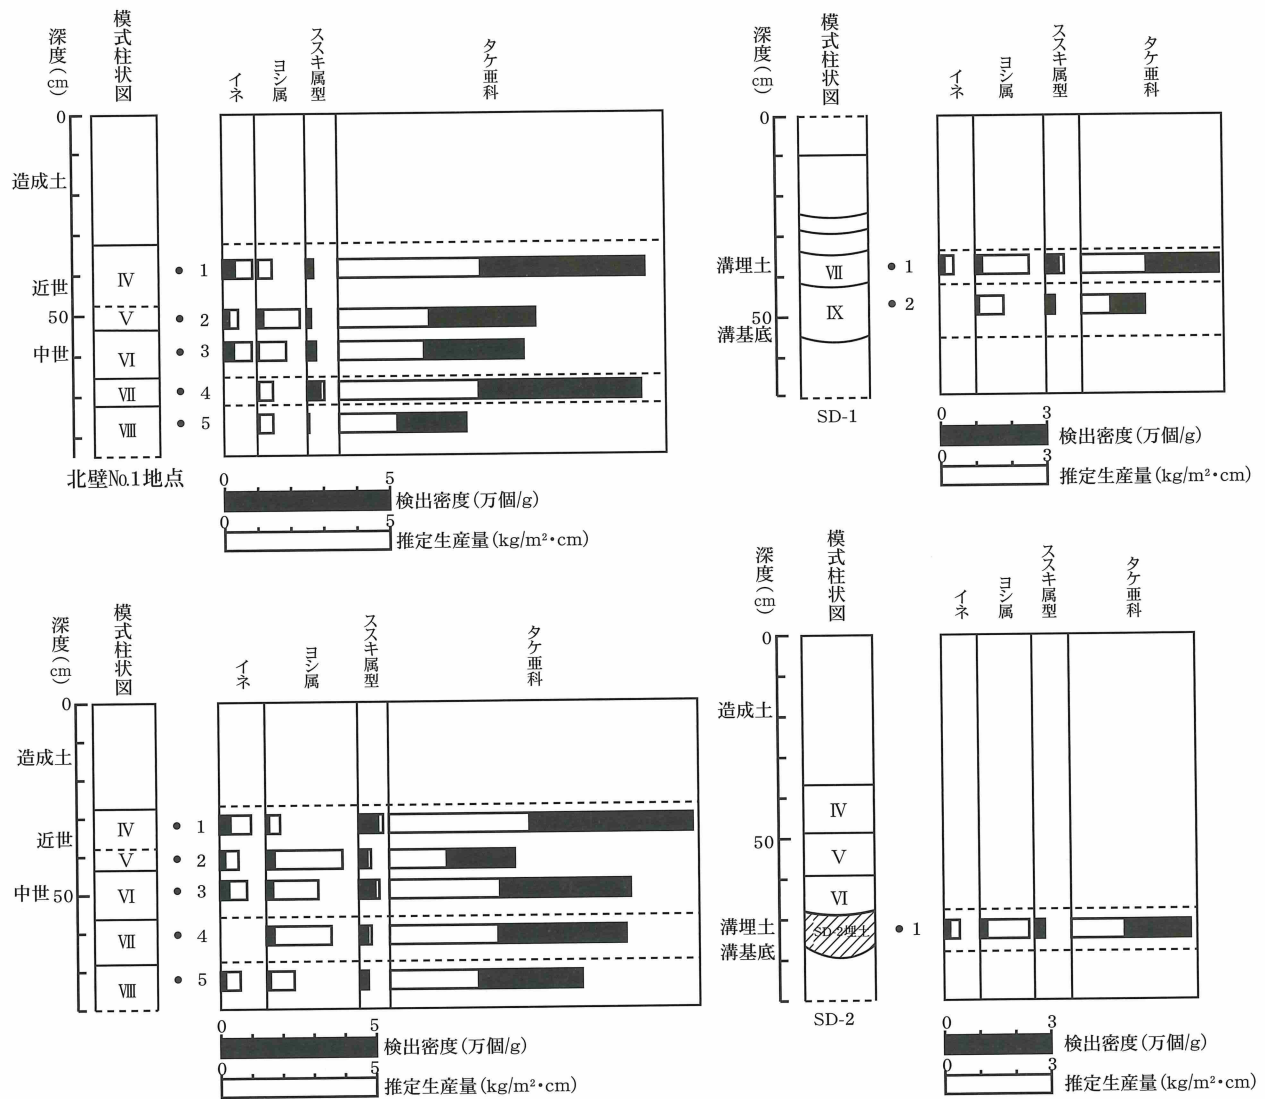 深度(cm)
模式柱状図
イネ
ヨシ属
ススキ属型
タケ亜科
0
造成土
近世
50
中世
IV
V
VI
VII
VIII
1
2
3
4
5
北壁No.1地点
0 5
検出密度(万個/g)
0 5
推定生産量(kg/m²・cm)
深度(cm)
模式柱状図
イネ
ヨシ属
ススキ属型
タケ亜科
0
溝埋土
50
溝基底
VII
IX
1
2
SD-1
0 3
検出密度(万個/g)
0 3
推定生産量(kg/m²・cm)
深度(cm)
模式柱状図
イネ
ヨシ属
ススキ属型
タケ亜科
0
造成土
近世
中世 50
IV
V
VI
VII
VIII
1
2
3
4
5
0 5
検出密度(万個/g)
0 5
推定生産量(kg/m²・cm)
深度(cm)
模式柱状図
イネ
ヨシ属
ススキ属型
タケ亜科
0
造成土
50
溝埋土
溝基底
IV
V
VI
SD-2埋土
1
SD-2
0 3
検出密度(万個/g)
0 3
推定生産量(kg/m²・cm)